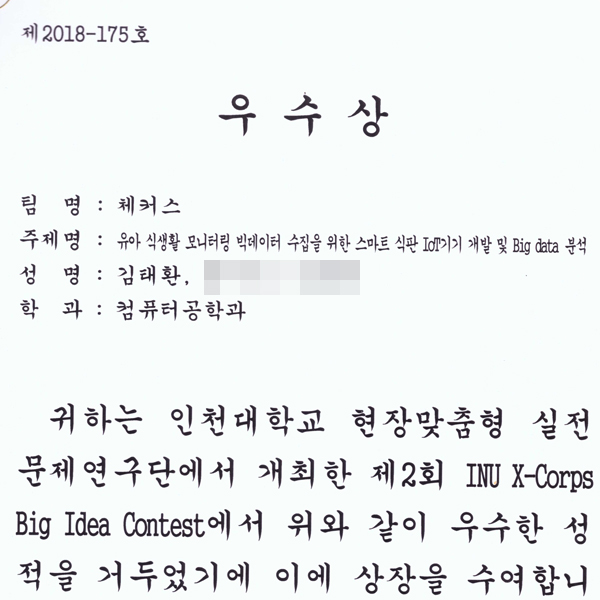 제2018-175호
우 수 상
팀 명 : 체커스
주제명 : 유아 식생활 모니터링 빅데이터 수집을 위한 스마트 식판 IoT기기 개발 및 Big data 분석
성 명 : 김태환,
학 과 : 컴퓨터공학과
귀하는 인천대학교 현장맞춤형 실전
문제연구단에서 개최한 제2회 INU X-Corps
Big Idea Contest에서 위와 같이 우수한 성
적을 거두었기에 이에 상장을 수여합니